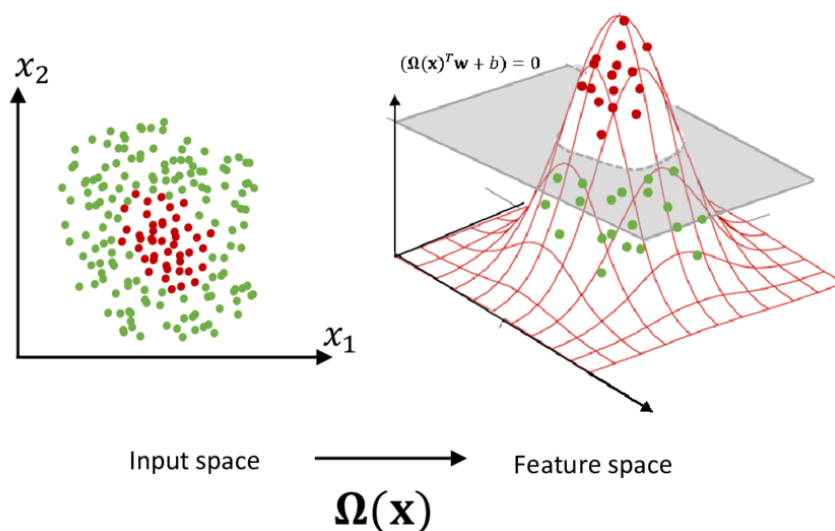 x₂
(𝛀(𝐱)ᵀ𝐰 + b) = 0
x₁
Input space
Feature space
𝛀(𝐱)